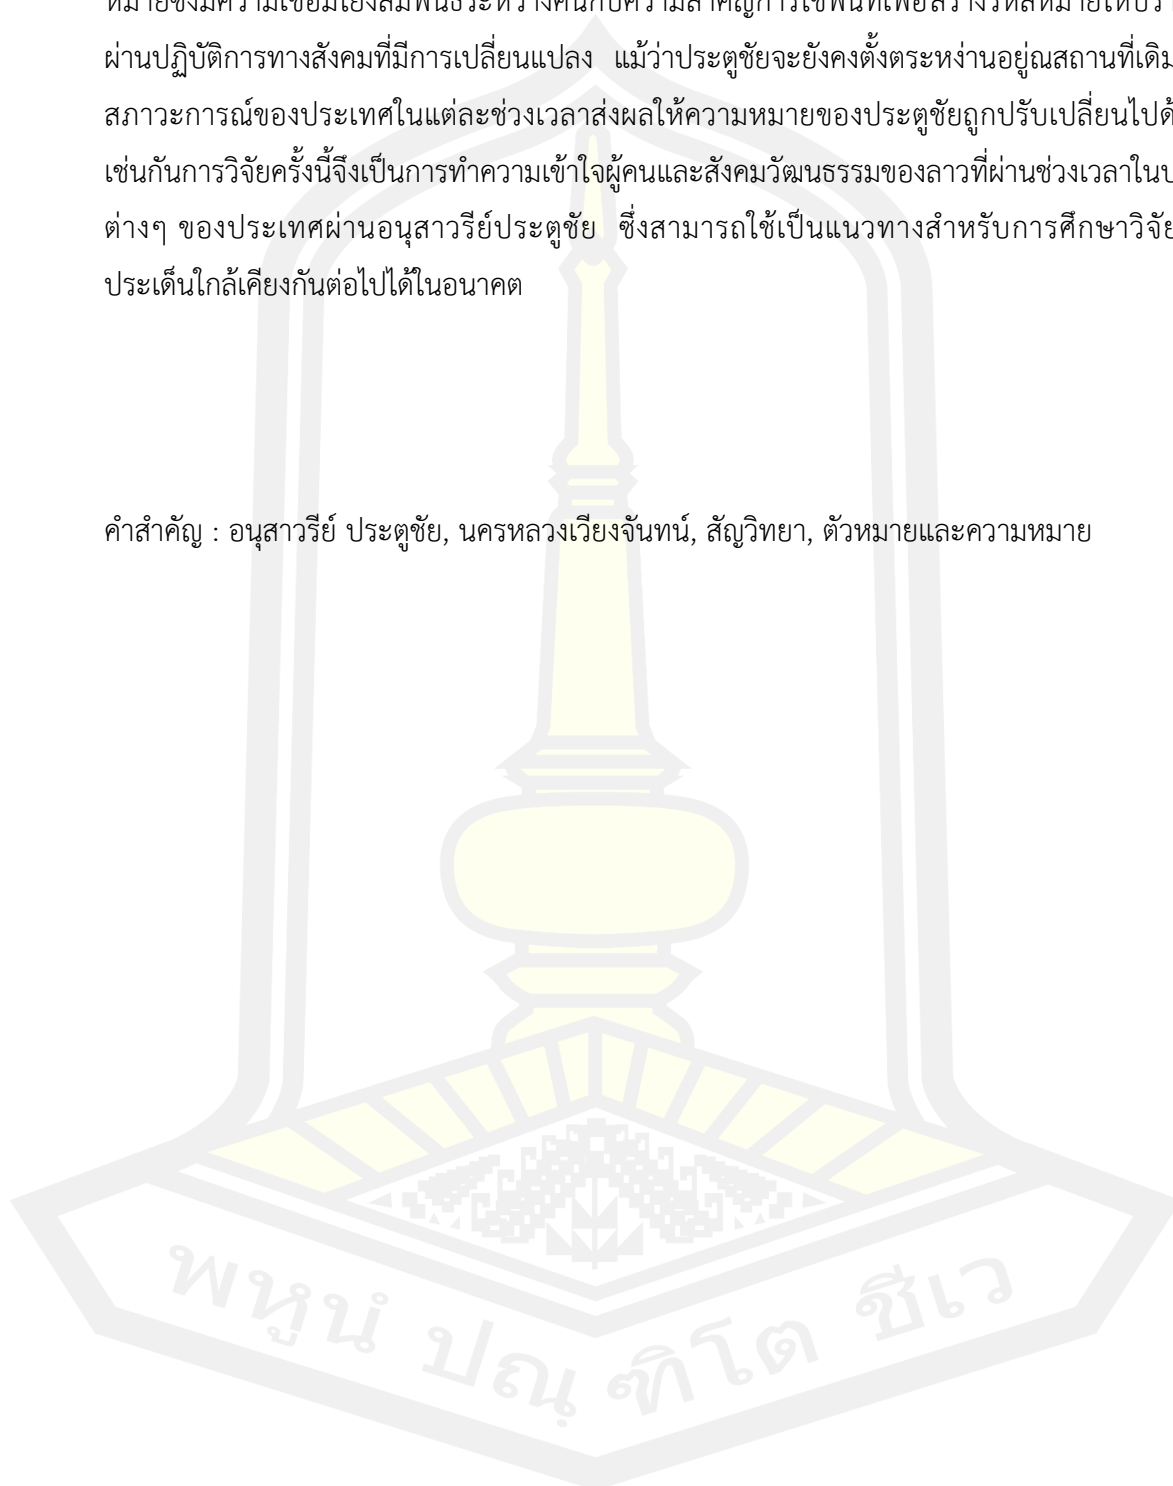 ผ่านปฏิบัติการทางสังคมที่มีการเปลี่ยนแปลง แม้ว่าประตูชัยจะยังคงตั้งตระหง่านอยู่ณสถานที่เดิม
สภาวะการณ์ของประเทศในแต่ละช่วงเวลาส่งผลให้ความหมายของประตูชัยถูกปรับเปลี่ยนไปด้
เช่นกันการวิจัยครั้งนี้จึงเป็นการทำความเข้าใจผู้คนและสังคมวัฒนธรรมของลาวที่ผ่านช่วงเวลาใน
ต่างๆ ของประเทศผ่านอนุสาวรีย์ประตูชัย ซึ่งสามารถใช้เป็นแนวทางสำหรับการศึกษาวิจัย
ประเด็นใกล้เคียงกันต่อไปได้ในอนาคต
คำสำคัญ : อนุสาวรีย์ ประตูชัย, นครหลวงเวียงจันทน์, สัญวิทยา, ตัวหมายและความหมาย
พหูนํ ปณฺฑิโต ชีเว